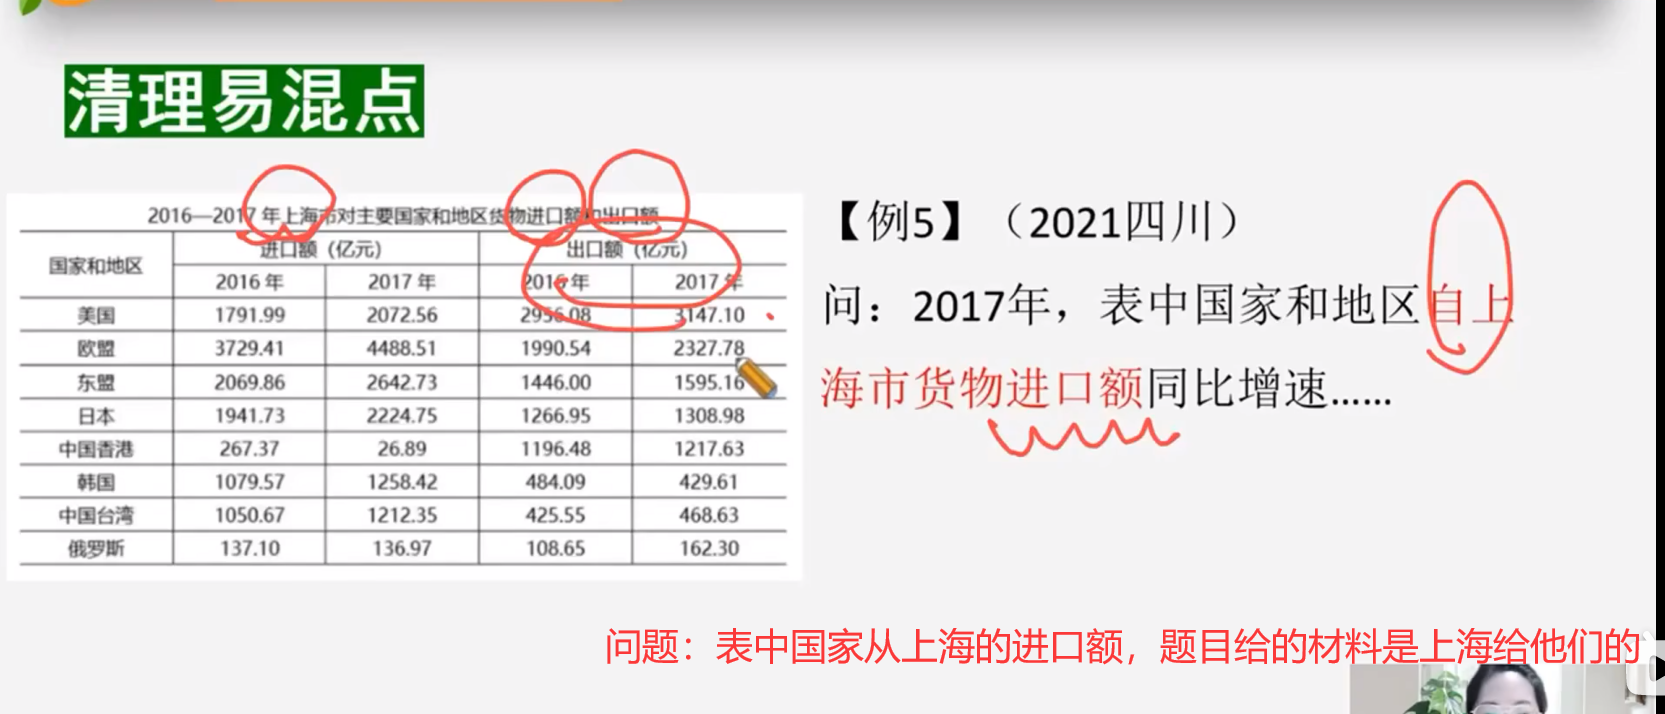 清理易混点
2016—2017 年上海市对主要国家和地区货物进口额和出口额
国家和地区 进口额（亿元） 出口额（亿元）
2016 年 2017 年 2016 年 2017 年
美国 1791.99 2072.56 2956.08 3147.10
欧盟 3729.41 4488.51 1990.54 2327.78
东盟 2069.86 2642.73 1446.00 1595.16
日本 1941.73 2224.75 1266.95 1308.98
中国香港 267.37 26.89 1196.48 1217.63
韩国 1079.57 1258.42 484.09 429.61
中国台湾 1050.67 1212.35 425.55 468.63
俄罗斯 137.10 136.97 108.65 162.30
【例5】（2021四川）
问：2017年，表中国家和地区自上
海市货物进口额同比增速……
问题：表中国家从上海的进口额，题目给的材料是上海给他们的